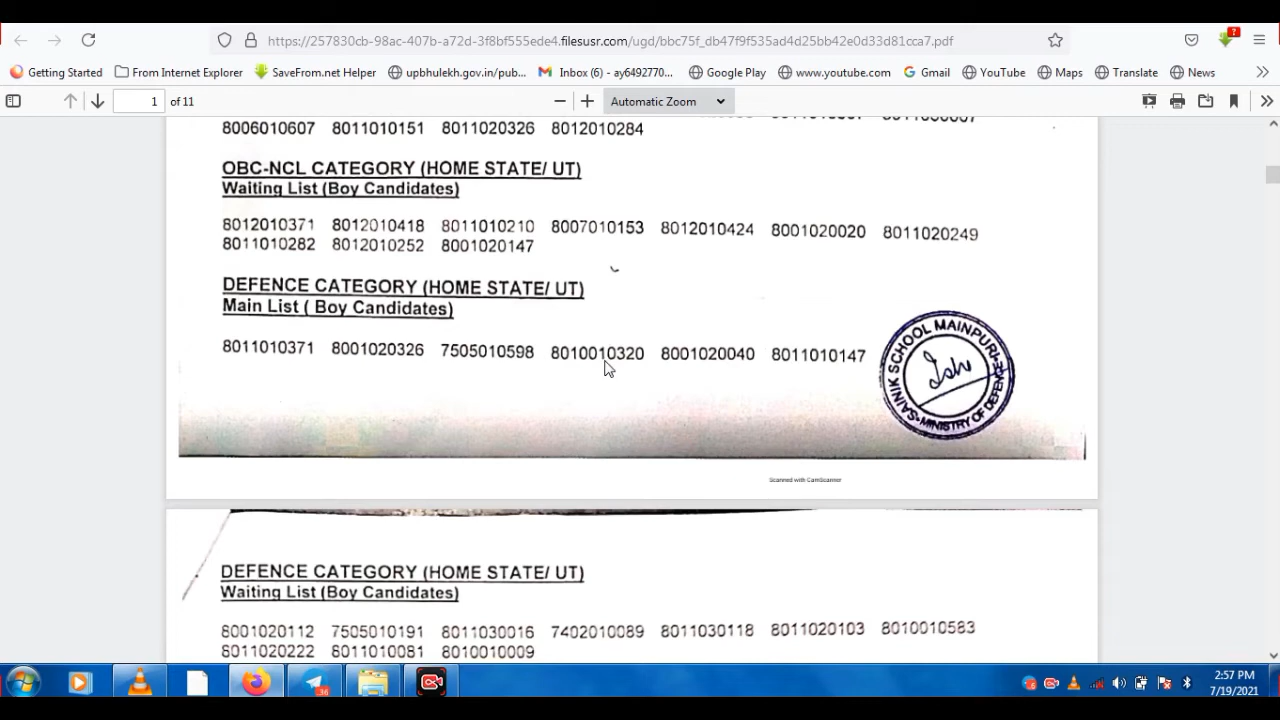 https://257830cb-98ac-407b-a72d-3f8bf555ede4.filesusr.com/ugd/bbc75f_db47f9f535ad4d25bb42e0d33d81cca7.pdf
Getting Started From Internet Explorer SaveFrom.net Helper upbhulekh.gov.in/pub... Inbox (6) - ay6492770... Google Play www.youtube.com Gmail YouTube Maps Translate News
1 of 11 Automatic Zoom
8006010607 8011010151 8011020326 8012010284
OBC-NCL CATEGORY (HOME STATE/ UT)
Waiting List (Boy Candidates)
8012010371 8012010418 8011010210 8007010153 8012010424 8001020020 8011020249
8011010282 8012010252 8001020147
DEFENCE CATEGORY (HOME STATE/ UT)
Main List ( Boy Candidates)
8011010371 8001020326 7505010598 8010010320 8001020040 8011010147
SAINIK SCHOOL MAINPURI
MINISTRY OF DEFENCE
Scanned with CamScanner
DEFENCE CATEGORY (HOME STATE/ UT)
Waiting List (Boy Candidates)
8001020112 7505010191 8011030016 7402010089 8011030118 8011020103 8010010583
8011020222 8011010081 8010010009
36
2:57 PM
7/19/2021